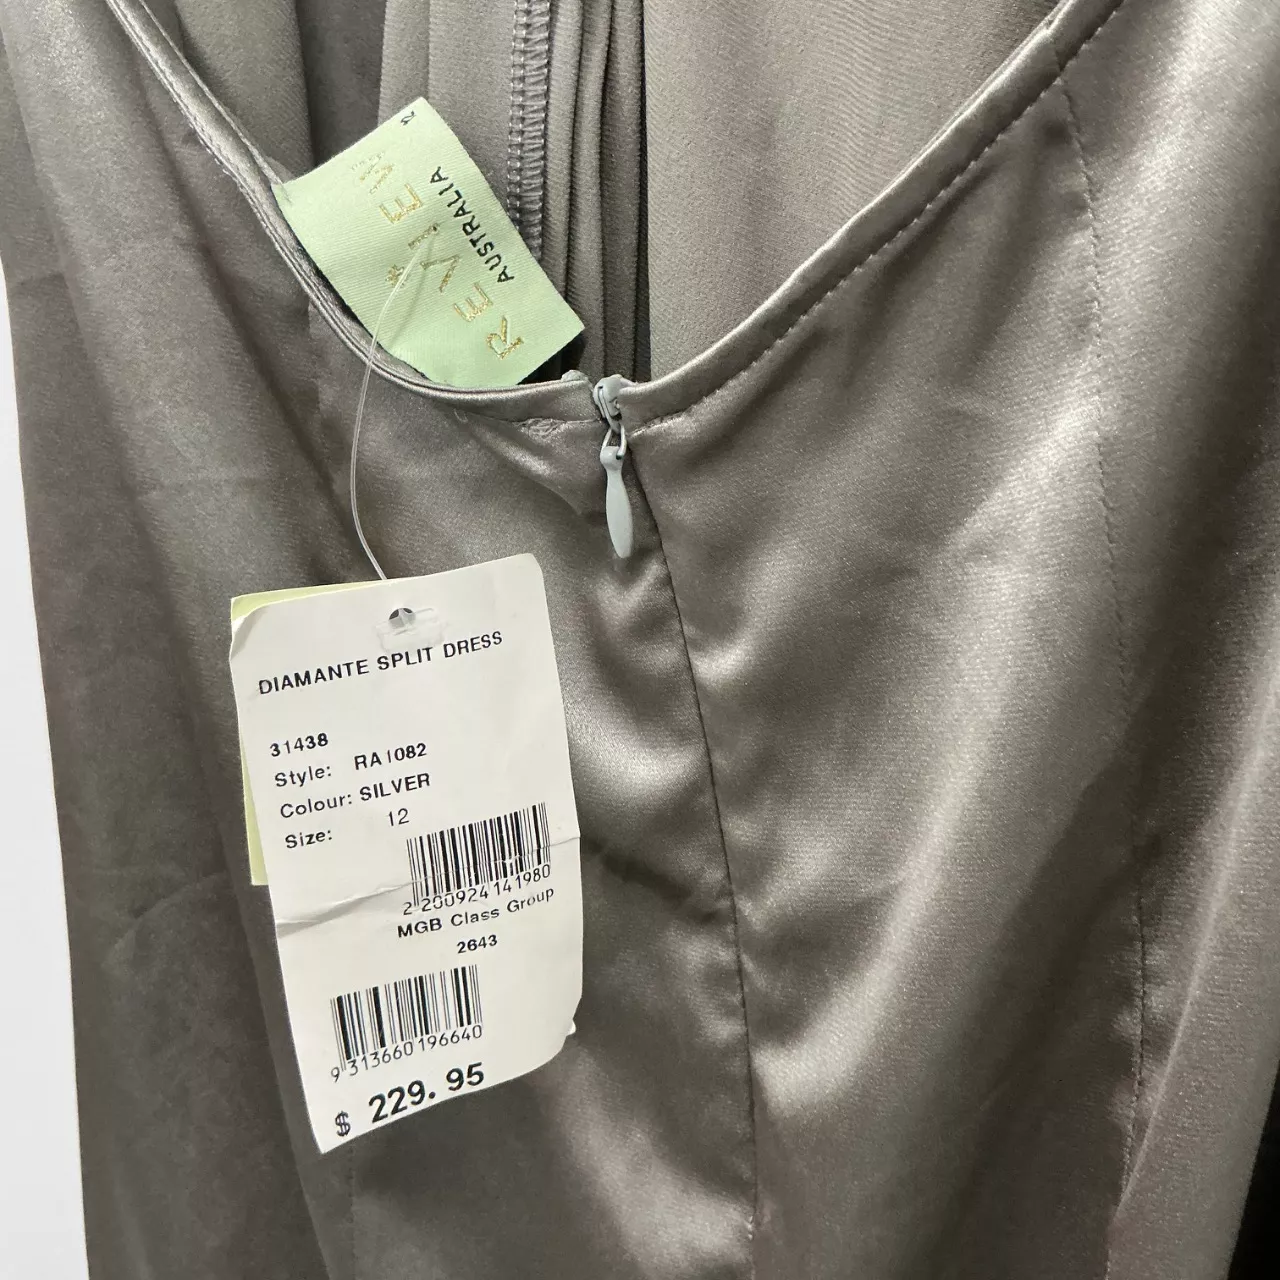 REVIEW
AUSTRALIA
12
DIAMANTE SPLIT DRESS
31438
Style: RA1082
Colour: SILVER
Size: 12
2 200924 141980
MGB Class Group
2643
9 313660 196640
$ 229.95